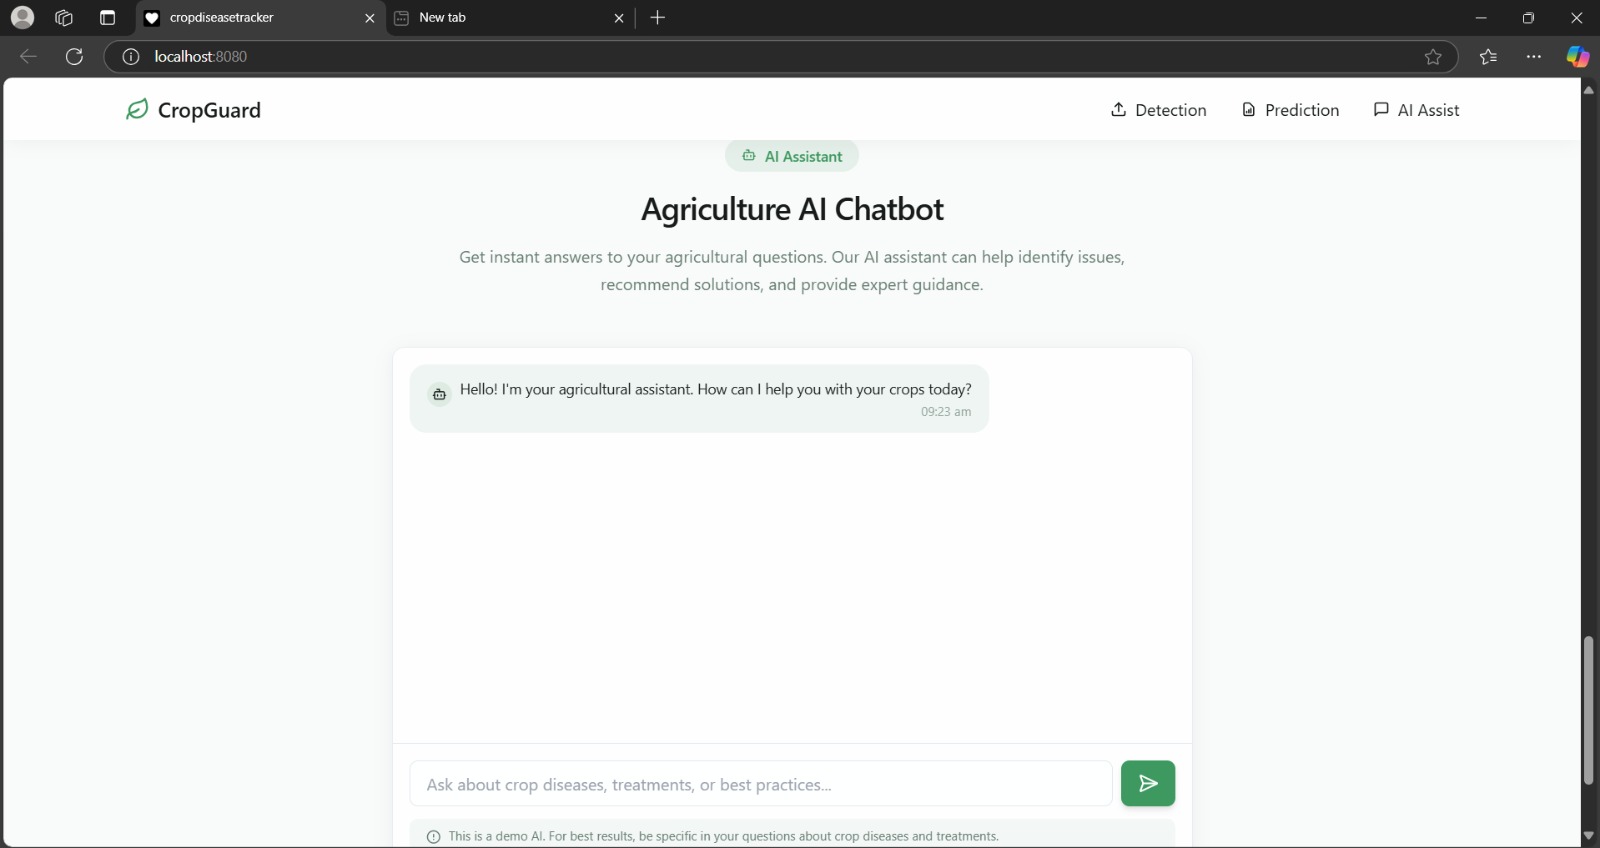 cropdiseasetracker
New tab
localhost:8080
CropGuard
Detection
Prediction
AI Assist
AI Assistant
Agriculture AI Chatbot
Get instant answers to your agricultural questions. Our AI assistant can help identify issues,
recommend solutions, and provide expert guidance.
Hello! I'm your agricultural assistant. How can I help you with your crops today?
09:23 am
Ask about crop diseases, treatments, or best practices...
This is a demo AI. For best results, be specific in your questions about crop diseases and treatments.